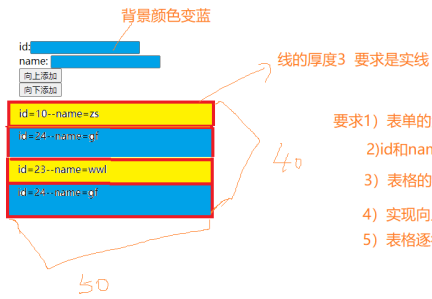 背景颜色变蓝
id:
name:
向上添加
向下添加
线的厚度3 要求是实线
id=10--name=zs
id=24--name=gf
id=23--name=wwl
id=24--name=gf
40
50
要求1）表单的
2)id和nam
3）表格的
4）实现向
5）表格逐